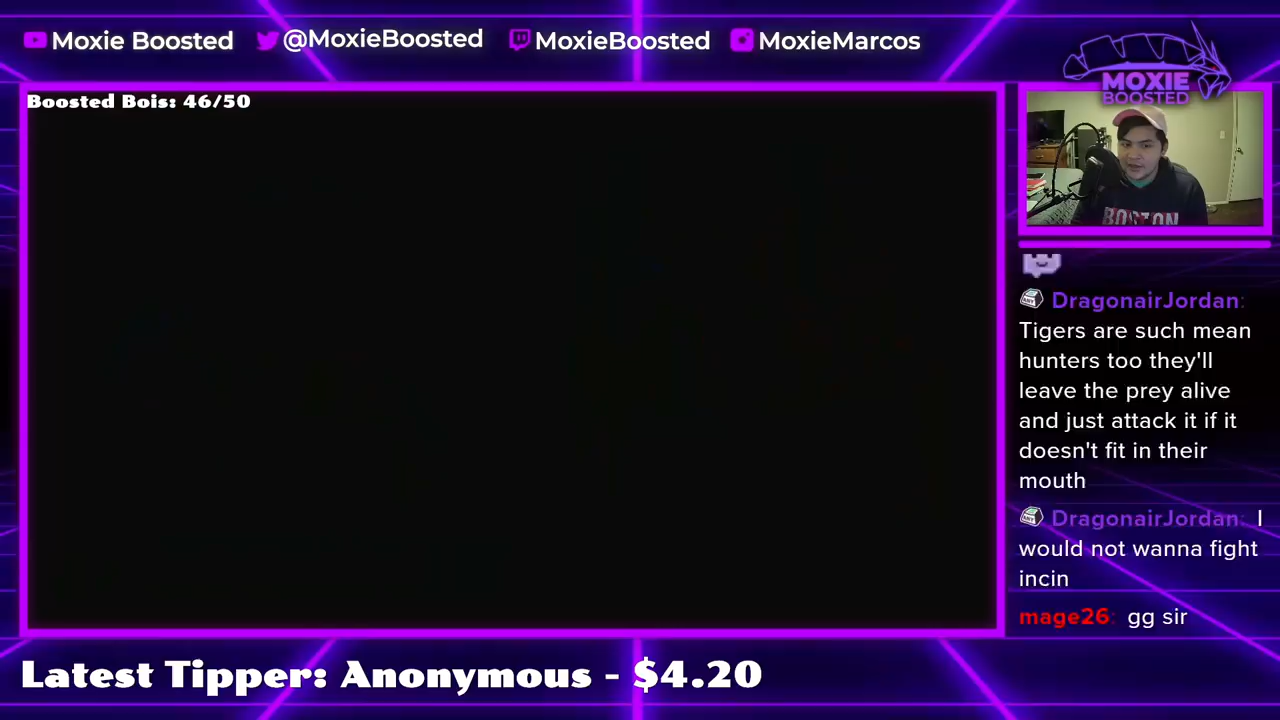 Moxie Boosted @MoxieBoosted MoxieBoosted MoxieMarcos
MOXIE
BOOSTED
Boosted Bois: 46/50
BOSTON
DragonairJordan:
Tigers are such mean
hunters too they'll
leave the prey alive
and just attack it if it
doesn't fit in their
mouth
DragonairJordan: I
would not wanna fight
incin
mage26: gg sir
Latest Tipper: Anonymous - $4.20